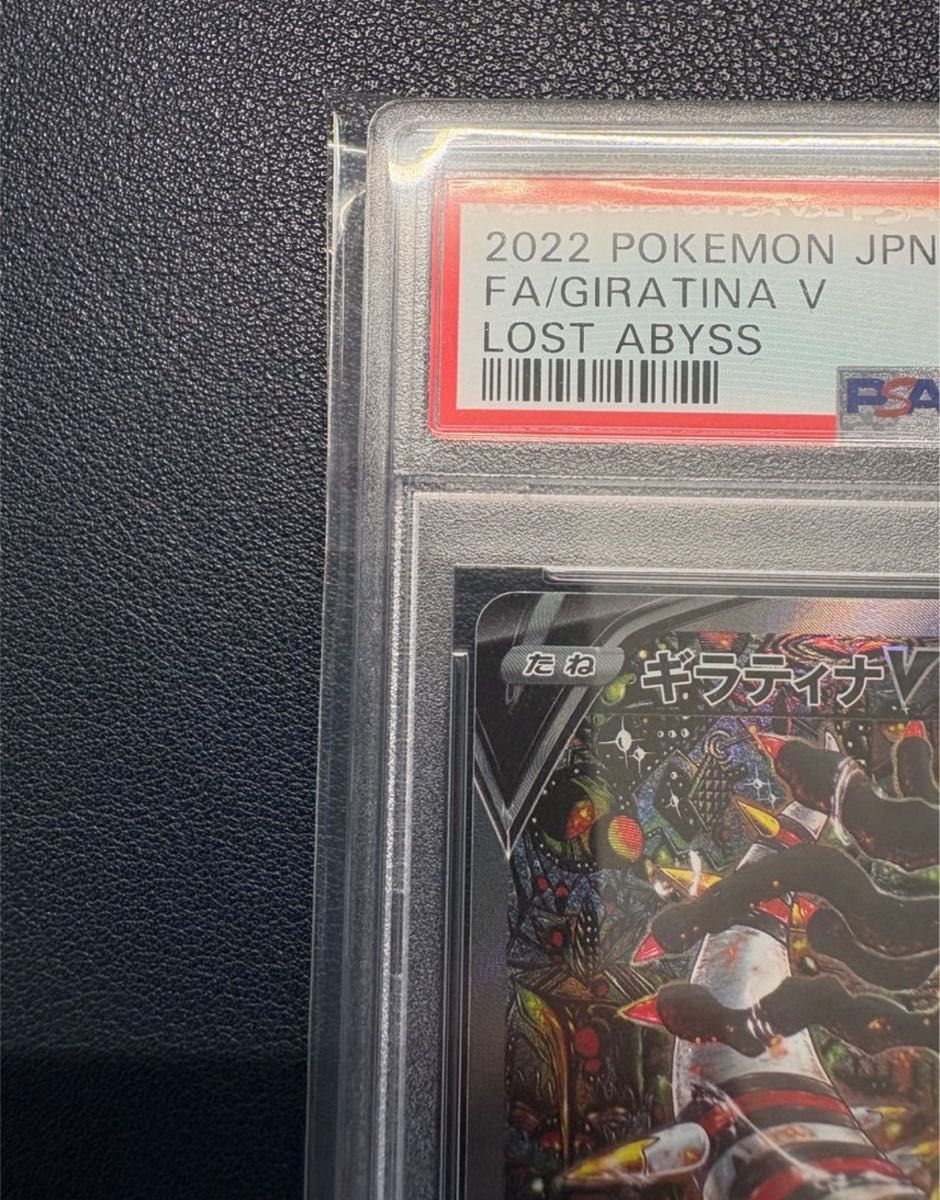 2022 POKEMON JPN
FA/GIRATINA V
LOST ABYSS
PSA
たね
ギラティナV